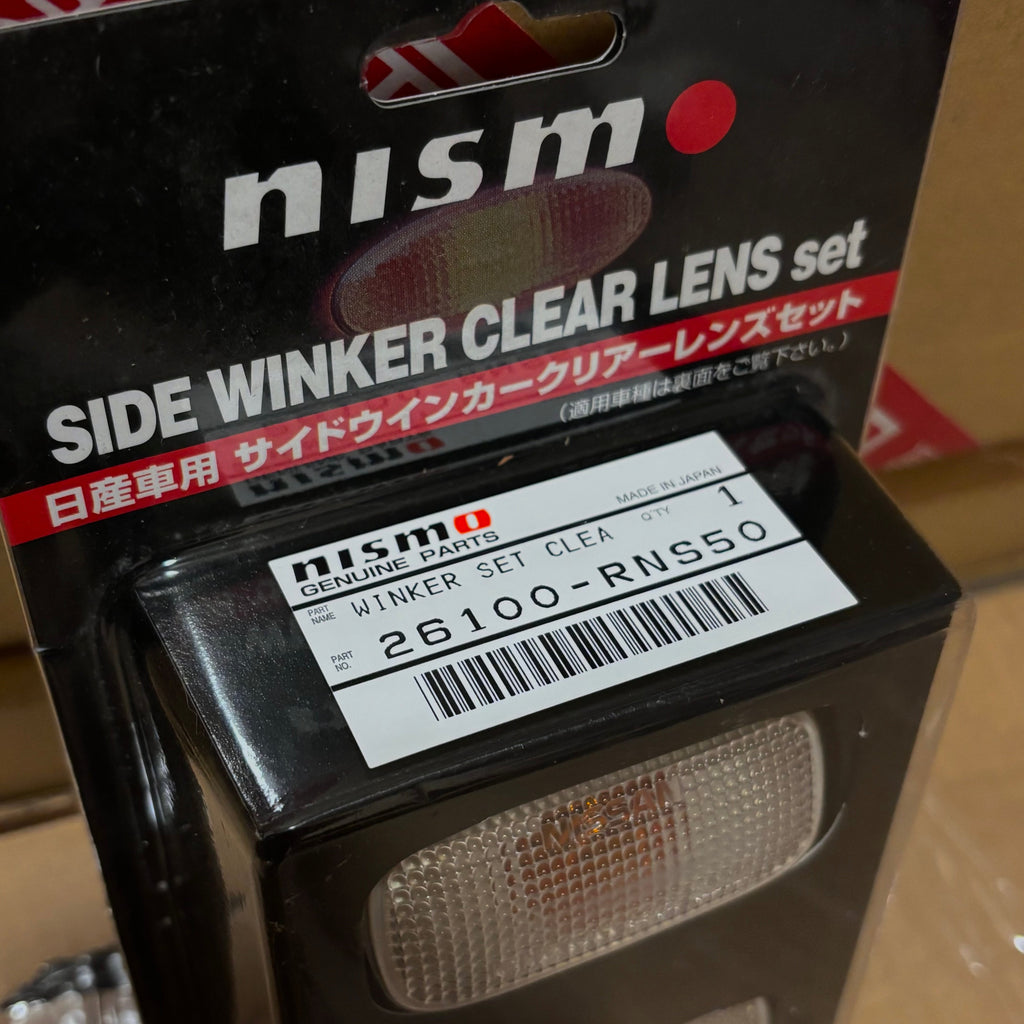 nismo
SIDE WINKER CLEAR LENS set
日産車用 サイドウインカークリアーレンズセット
(適用車種は裏面をご覧下さい。)
nismo
nismo
GENUINE PARTS
MADE IN JAPAN
PART NAME
WINKER SET CLEA
Q'TY
1
PART NO.
26100-RNS50
NISSAN